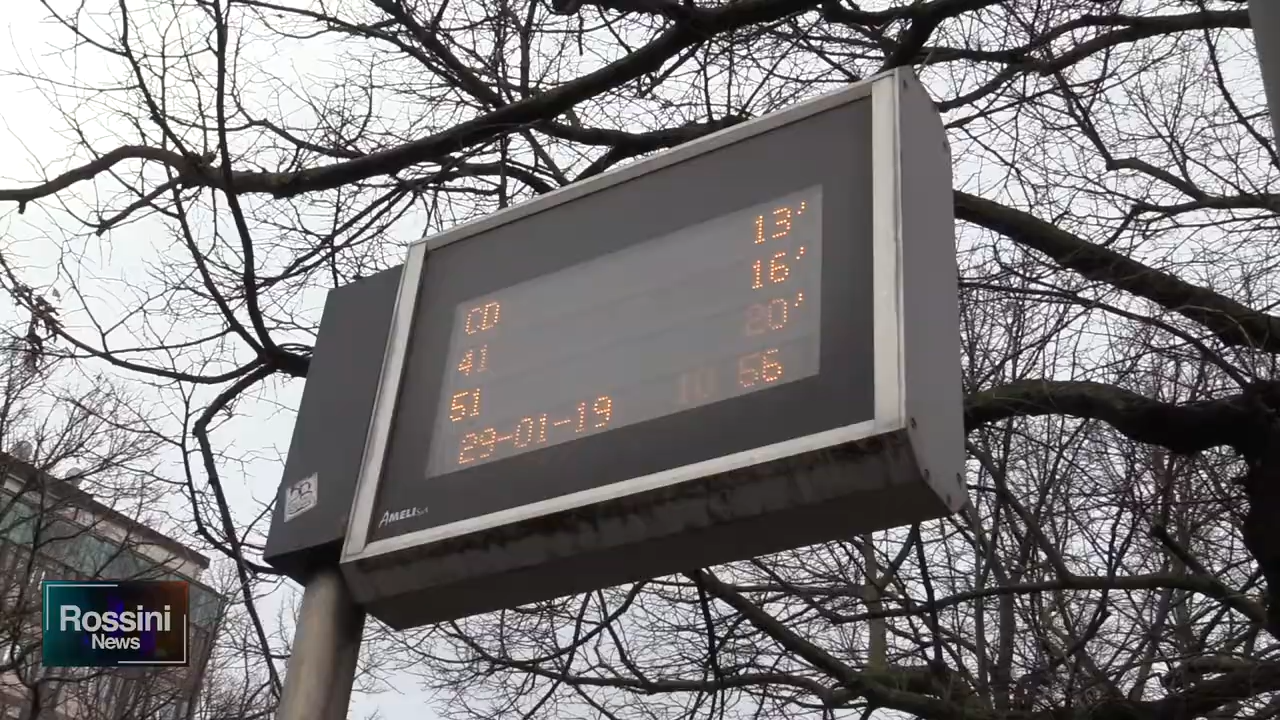 CD 13'
41 16'
51 20'
29-01-19 10 56
AMELI
Rossini
News